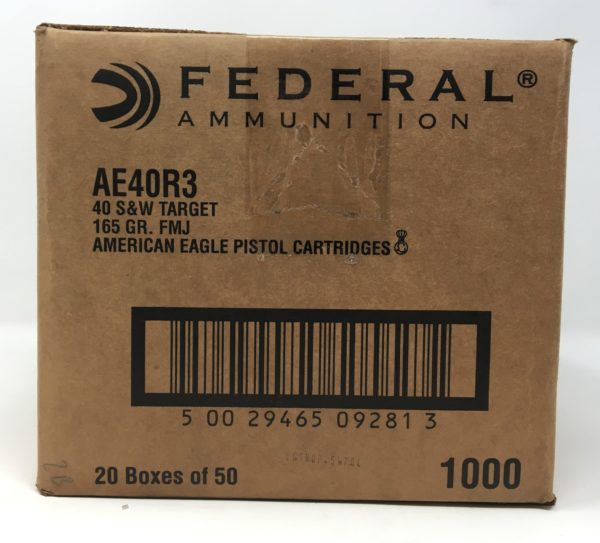 FEDERAL®
AMMUNITION
AE40R3
40 S&W TARGET
165 GR. FMJ
AMERICAN EAGLE PISTOL CARTRIDGES
5 00 29465 09281 3
20 Boxes of 50
1000